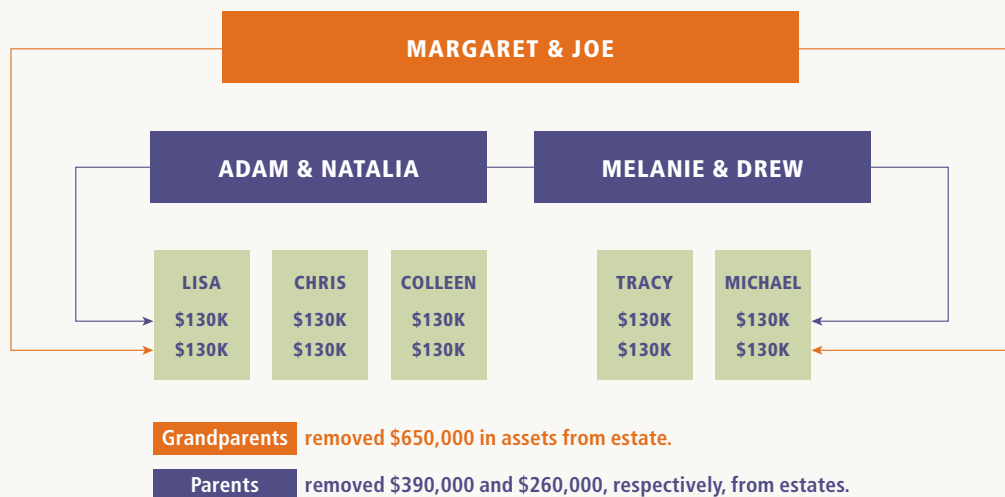 MARGARET & JOE
ADAM & NATALIA
MELANIE & DREW
LISA
$130K
$130K
CHRIS
$130K
$130K
COLLEEN
$130K
$130K
TRACY
$130K
$130K
MICHAEL
$130K
$130K
Grandparents removed $650,000 in assets from estate.
Parents removed $390,000 and $260,000, respectively, from estates.